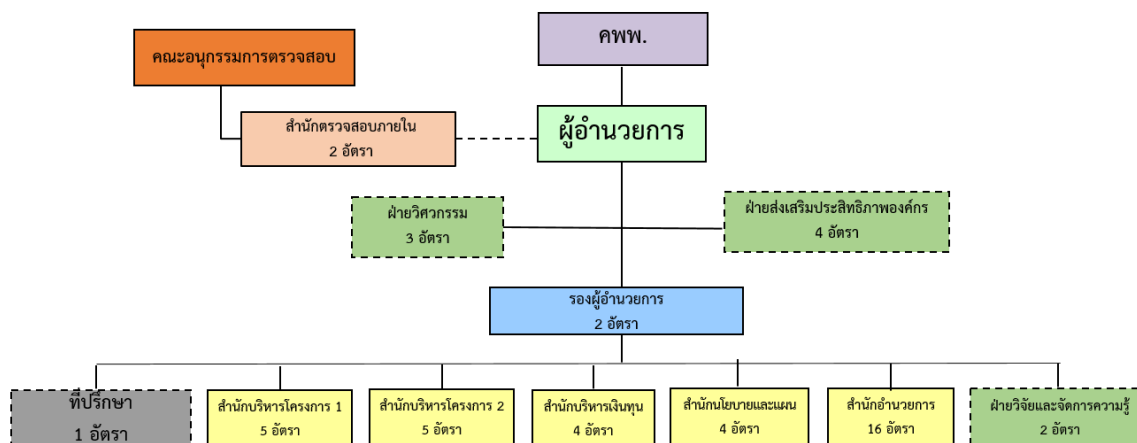 คพพ.
คณะอนุกรรมการตรวจสอบ
ผู้อำนวยการ
สำนักตรวจสอบภายใน
2 อัตรา
ฝ่ายวิศวกรรม
3 อัตรา
ฝ่ายส่งเสริมประสิทธิภาพองค์กร
4 อัตรา
รองผู้อำนวยการ
2 อัตรา
ที่ปรึกษา
1 อัตรา
สำนักบริหารโครงการ 1
5 อัตรา
สำนักบริหารโครงการ 2
5 อัตรา
สำนักบริหารเงินทุน
4 อัตรา
สำนักนโยบายและแผน
4 อัตรา
สำนักอำนวยการ
16 อัตรา
ฝ่ายวิจัยและจัดการความรู้
2 อัตรา